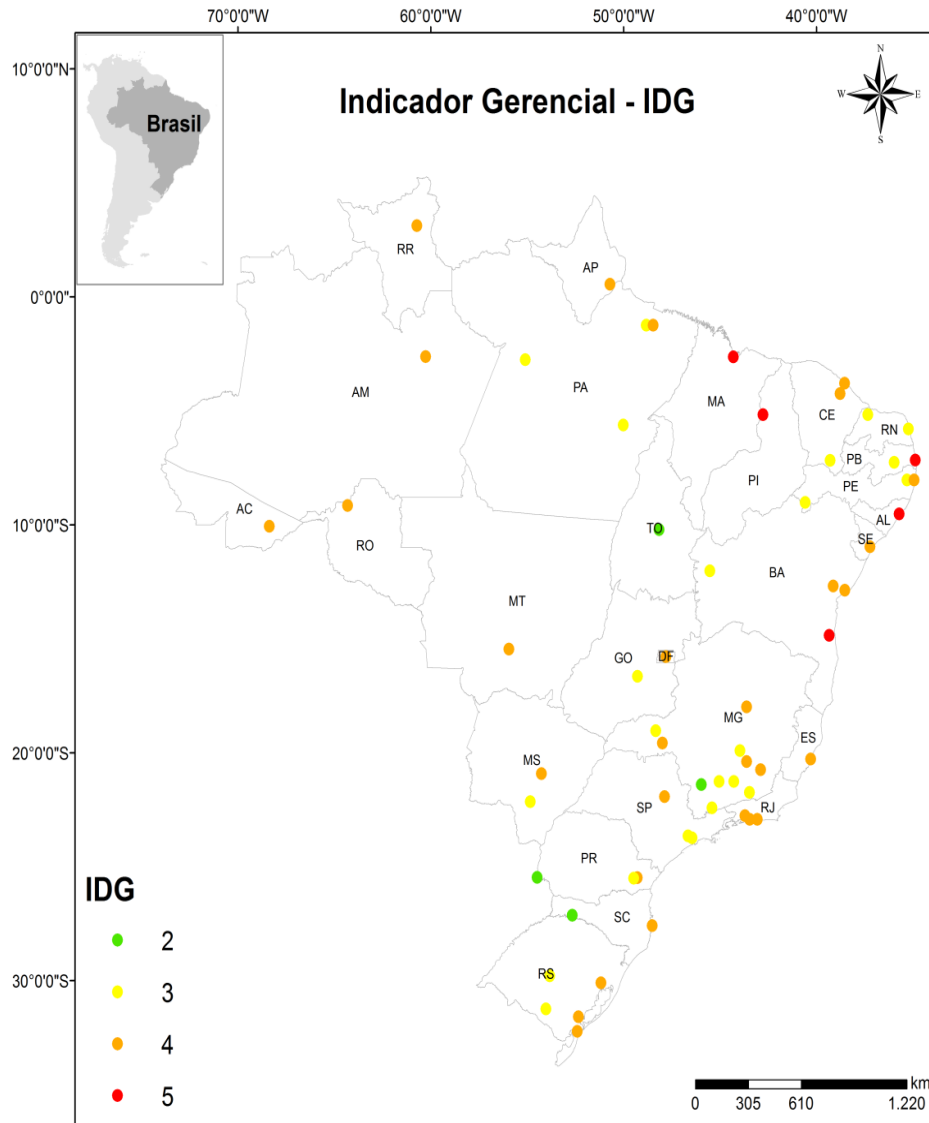 70°0'0"W 60°0'0"W 50°0'0"W 40°0'0"W
10°0'0"N
Brasil
Indicador Gerencial - IDG
N
W E
S
RR
AP
0°0'0"
AM
PA
MA
CE
RN
PB
PI
PE
AC
10°0'0"S
AL
TO
SE
RO
BA
MT
GO
DF
MG
ES
20°0'0"S
MS
SP
RJ
PR
IDG
SC
2
30°0'0"S
RS
3
4
5
km
0 305 610 1.220